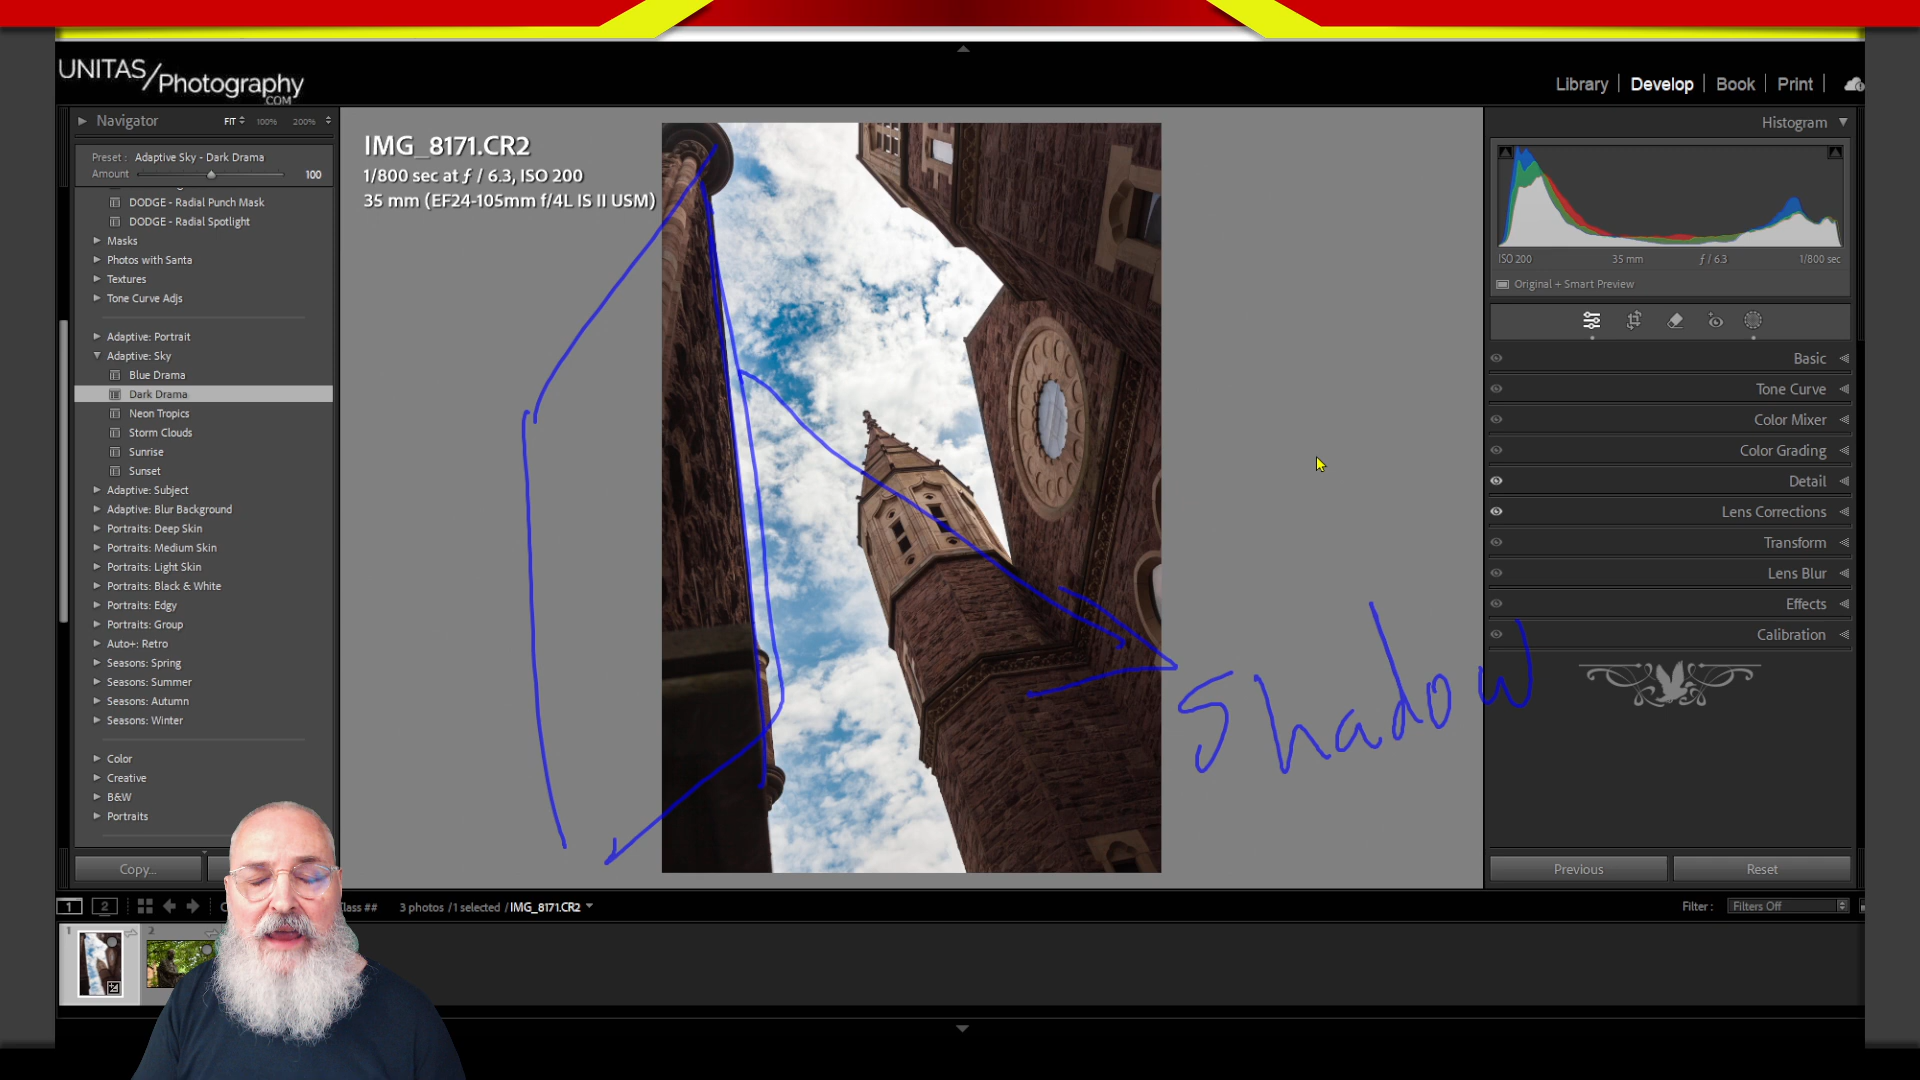 UNITAS/Photography
.COM
Library | Develop | Book | Print |
Navigator FIT 100% 200%
Preset : Adaptive Sky - Dark Drama
Amount 100
DODGE - Radial Punch Mask
DODGE - Radial Spotlight
Masks
Photos with Santa
Textures
Tone Curve Adjs
Adaptive: Portrait
Adaptive: Sky
Blue Drama
Dark Drama
Neon Tropics
Storm Clouds
Sunrise
Sunset
Adaptive: Subject
Adaptive: Blur Background
Portraits: Deep Skin
Portraits: Medium Skin
Portraits: Light Skin
Portraits: Black & White
Portraits: Edgy
Portraits: Group
Auto+: Retro
Seasons: Spring
Seasons: Summer
Seasons: Autumn
Seasons: Winter
Color
Creative
B&W
Portraits
Copy...
IMG_8171.CR2
1/800 sec at ƒ / 6.3, ISO 200
35 mm (EF24-105mm f/4L IS II USM)
Shadow
Histogram
ISO 200 35 mm ƒ / 6.3 1/800 sec
Original + Smart Preview
Basic
Tone Curve
Color Mixer
Color Grading
Detail
Lens Corrections
Transform
Lens Blur
Effects
Calibration
Previous Reset
1 2 ## 3 photos / 1 selected / IMG_8171.CR2 Filter : Filters Off
1 2